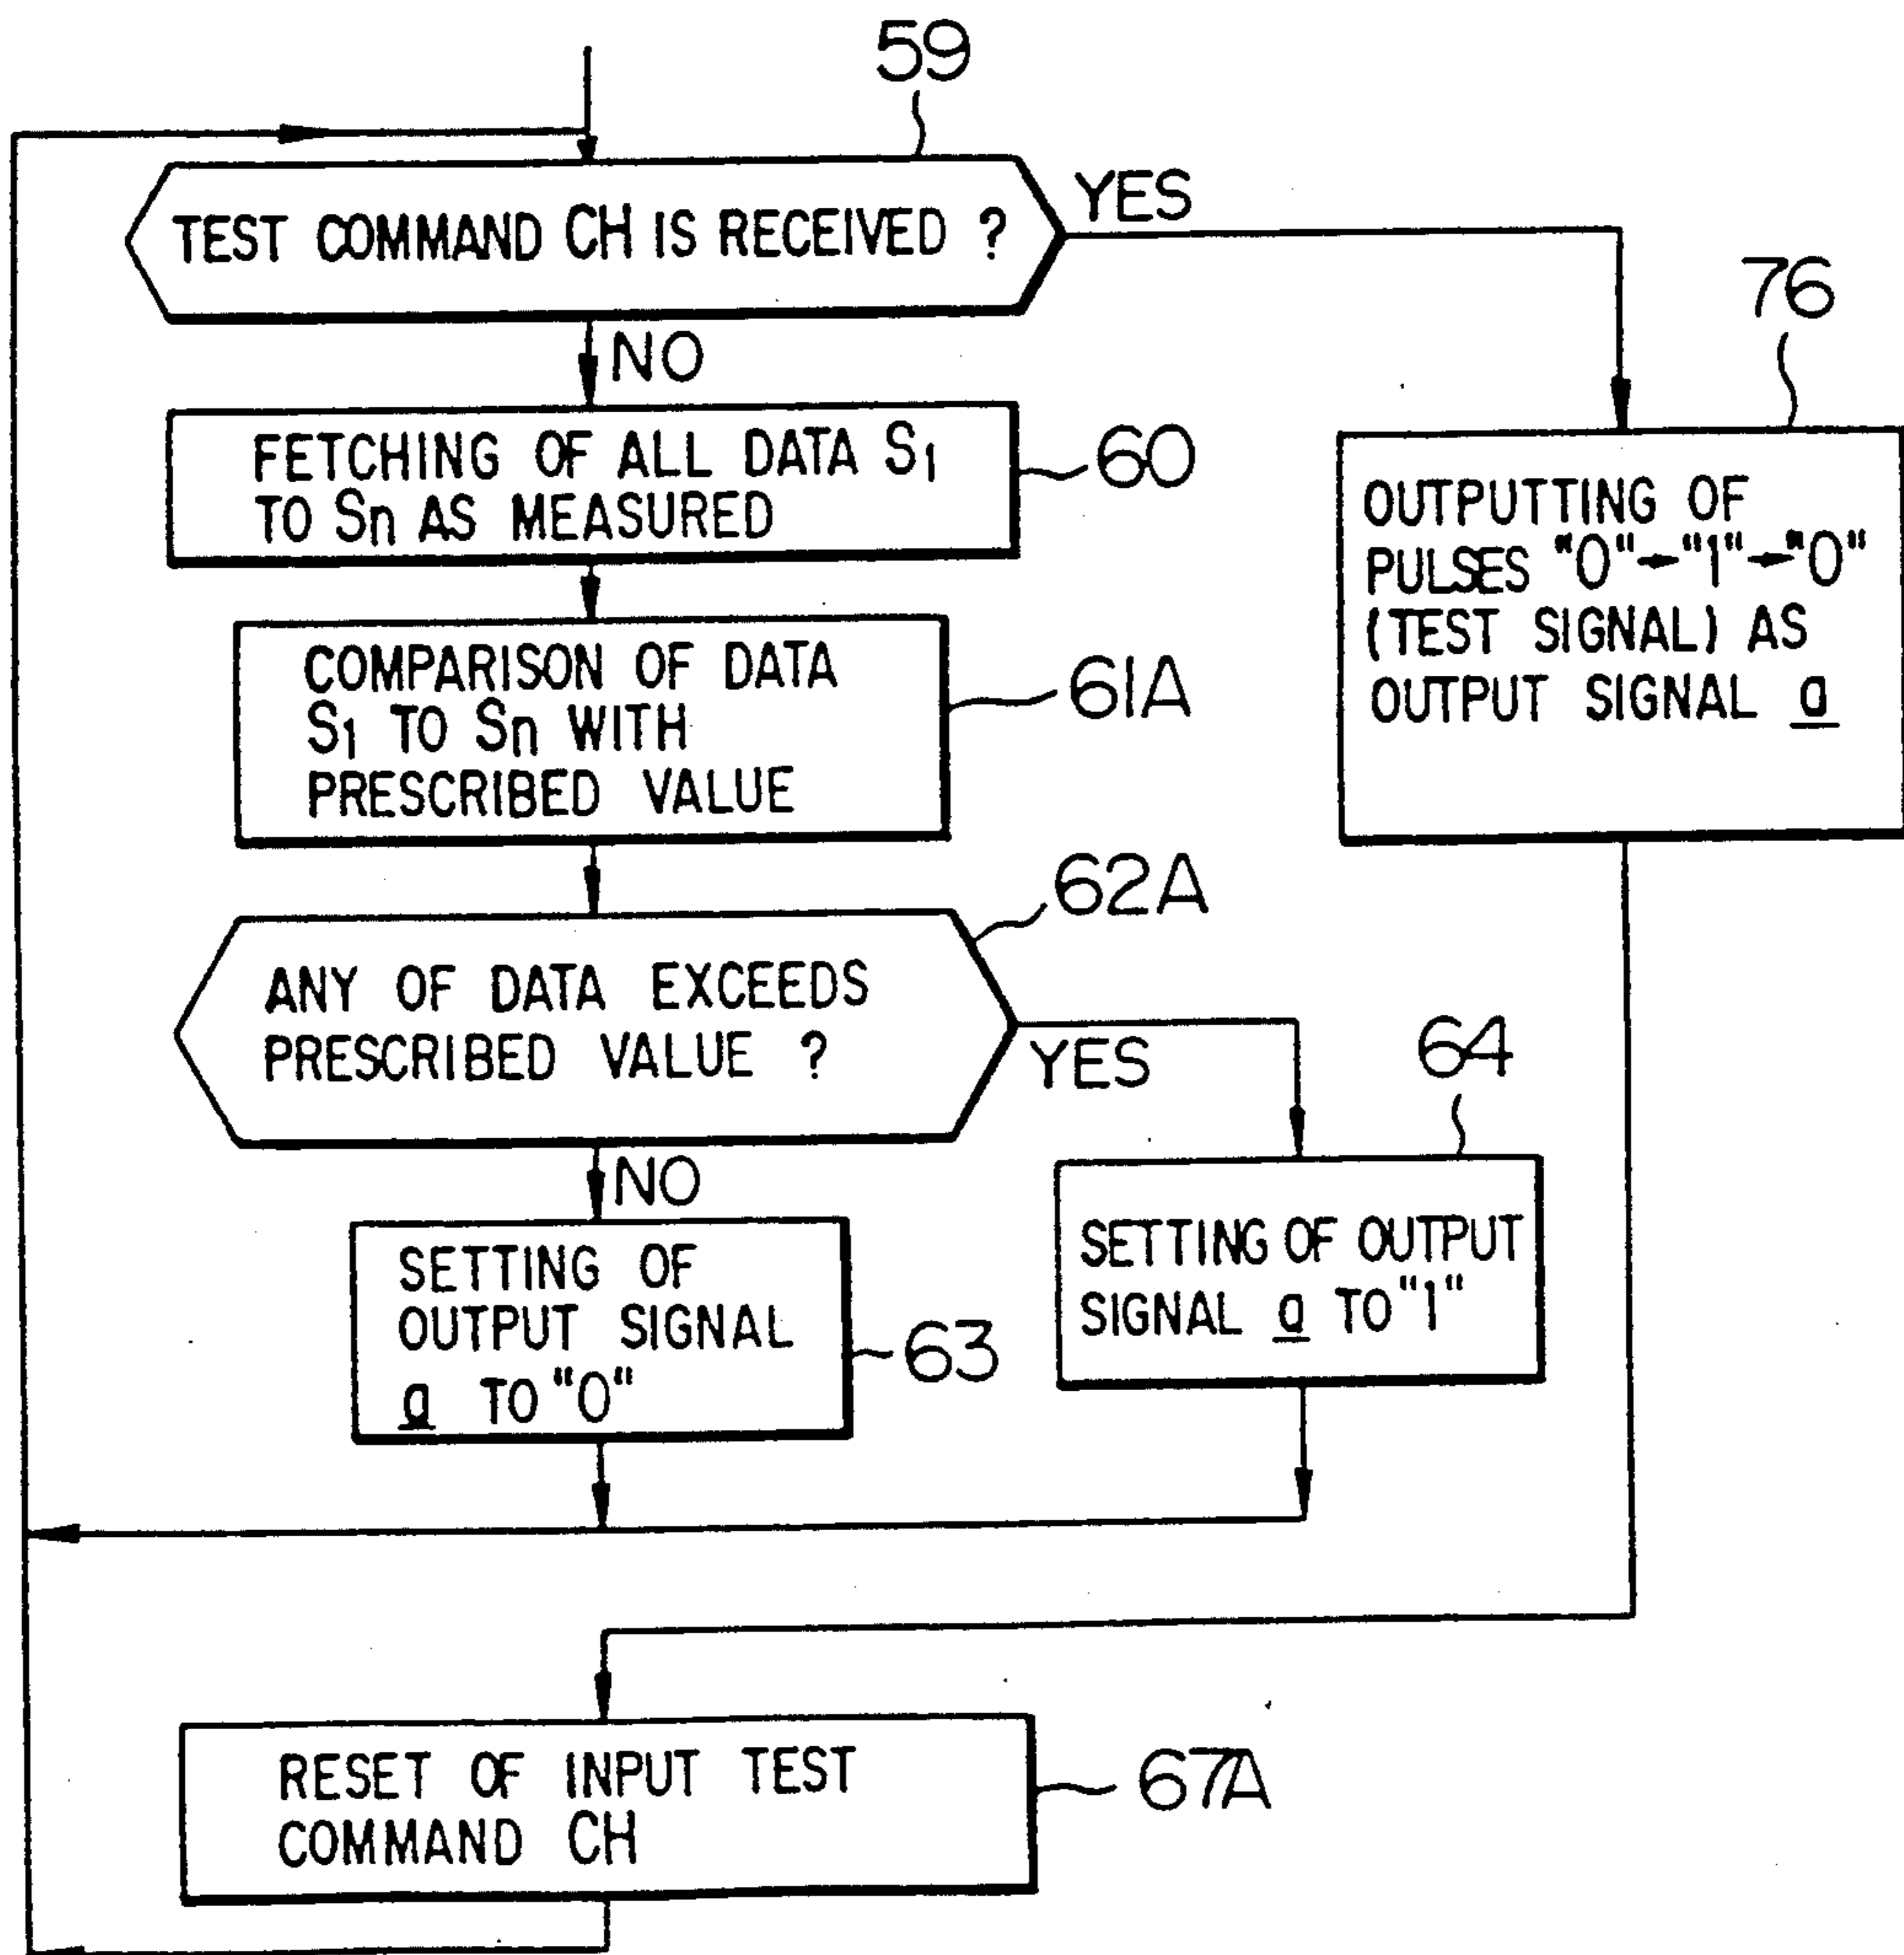 59
TEST COMMAND CH IS RECEIVED ?
YES
NO
76
FETCHING OF ALL DATA S1
TO Sn AS MEASURED
60
OUTPUTTING OF
PULSES "0"→"1"→"0"
(TEST SIGNAL) AS
OUTPUT SIGNAL a
COMPARISON OF DATA
S1 TO Sn WITH
PRESCRIBED VALUE
61A
62A
ANY OF DATA EXCEEDS
PRESCRIBED VALUE ?
YES
NO
64
SETTING OF OUTPUT
SIGNAL a TO "1"
SETTING OF
OUTPUT SIGNAL
a TO "0"
63
RESET OF INPUT TEST
COMMAND CH
67A